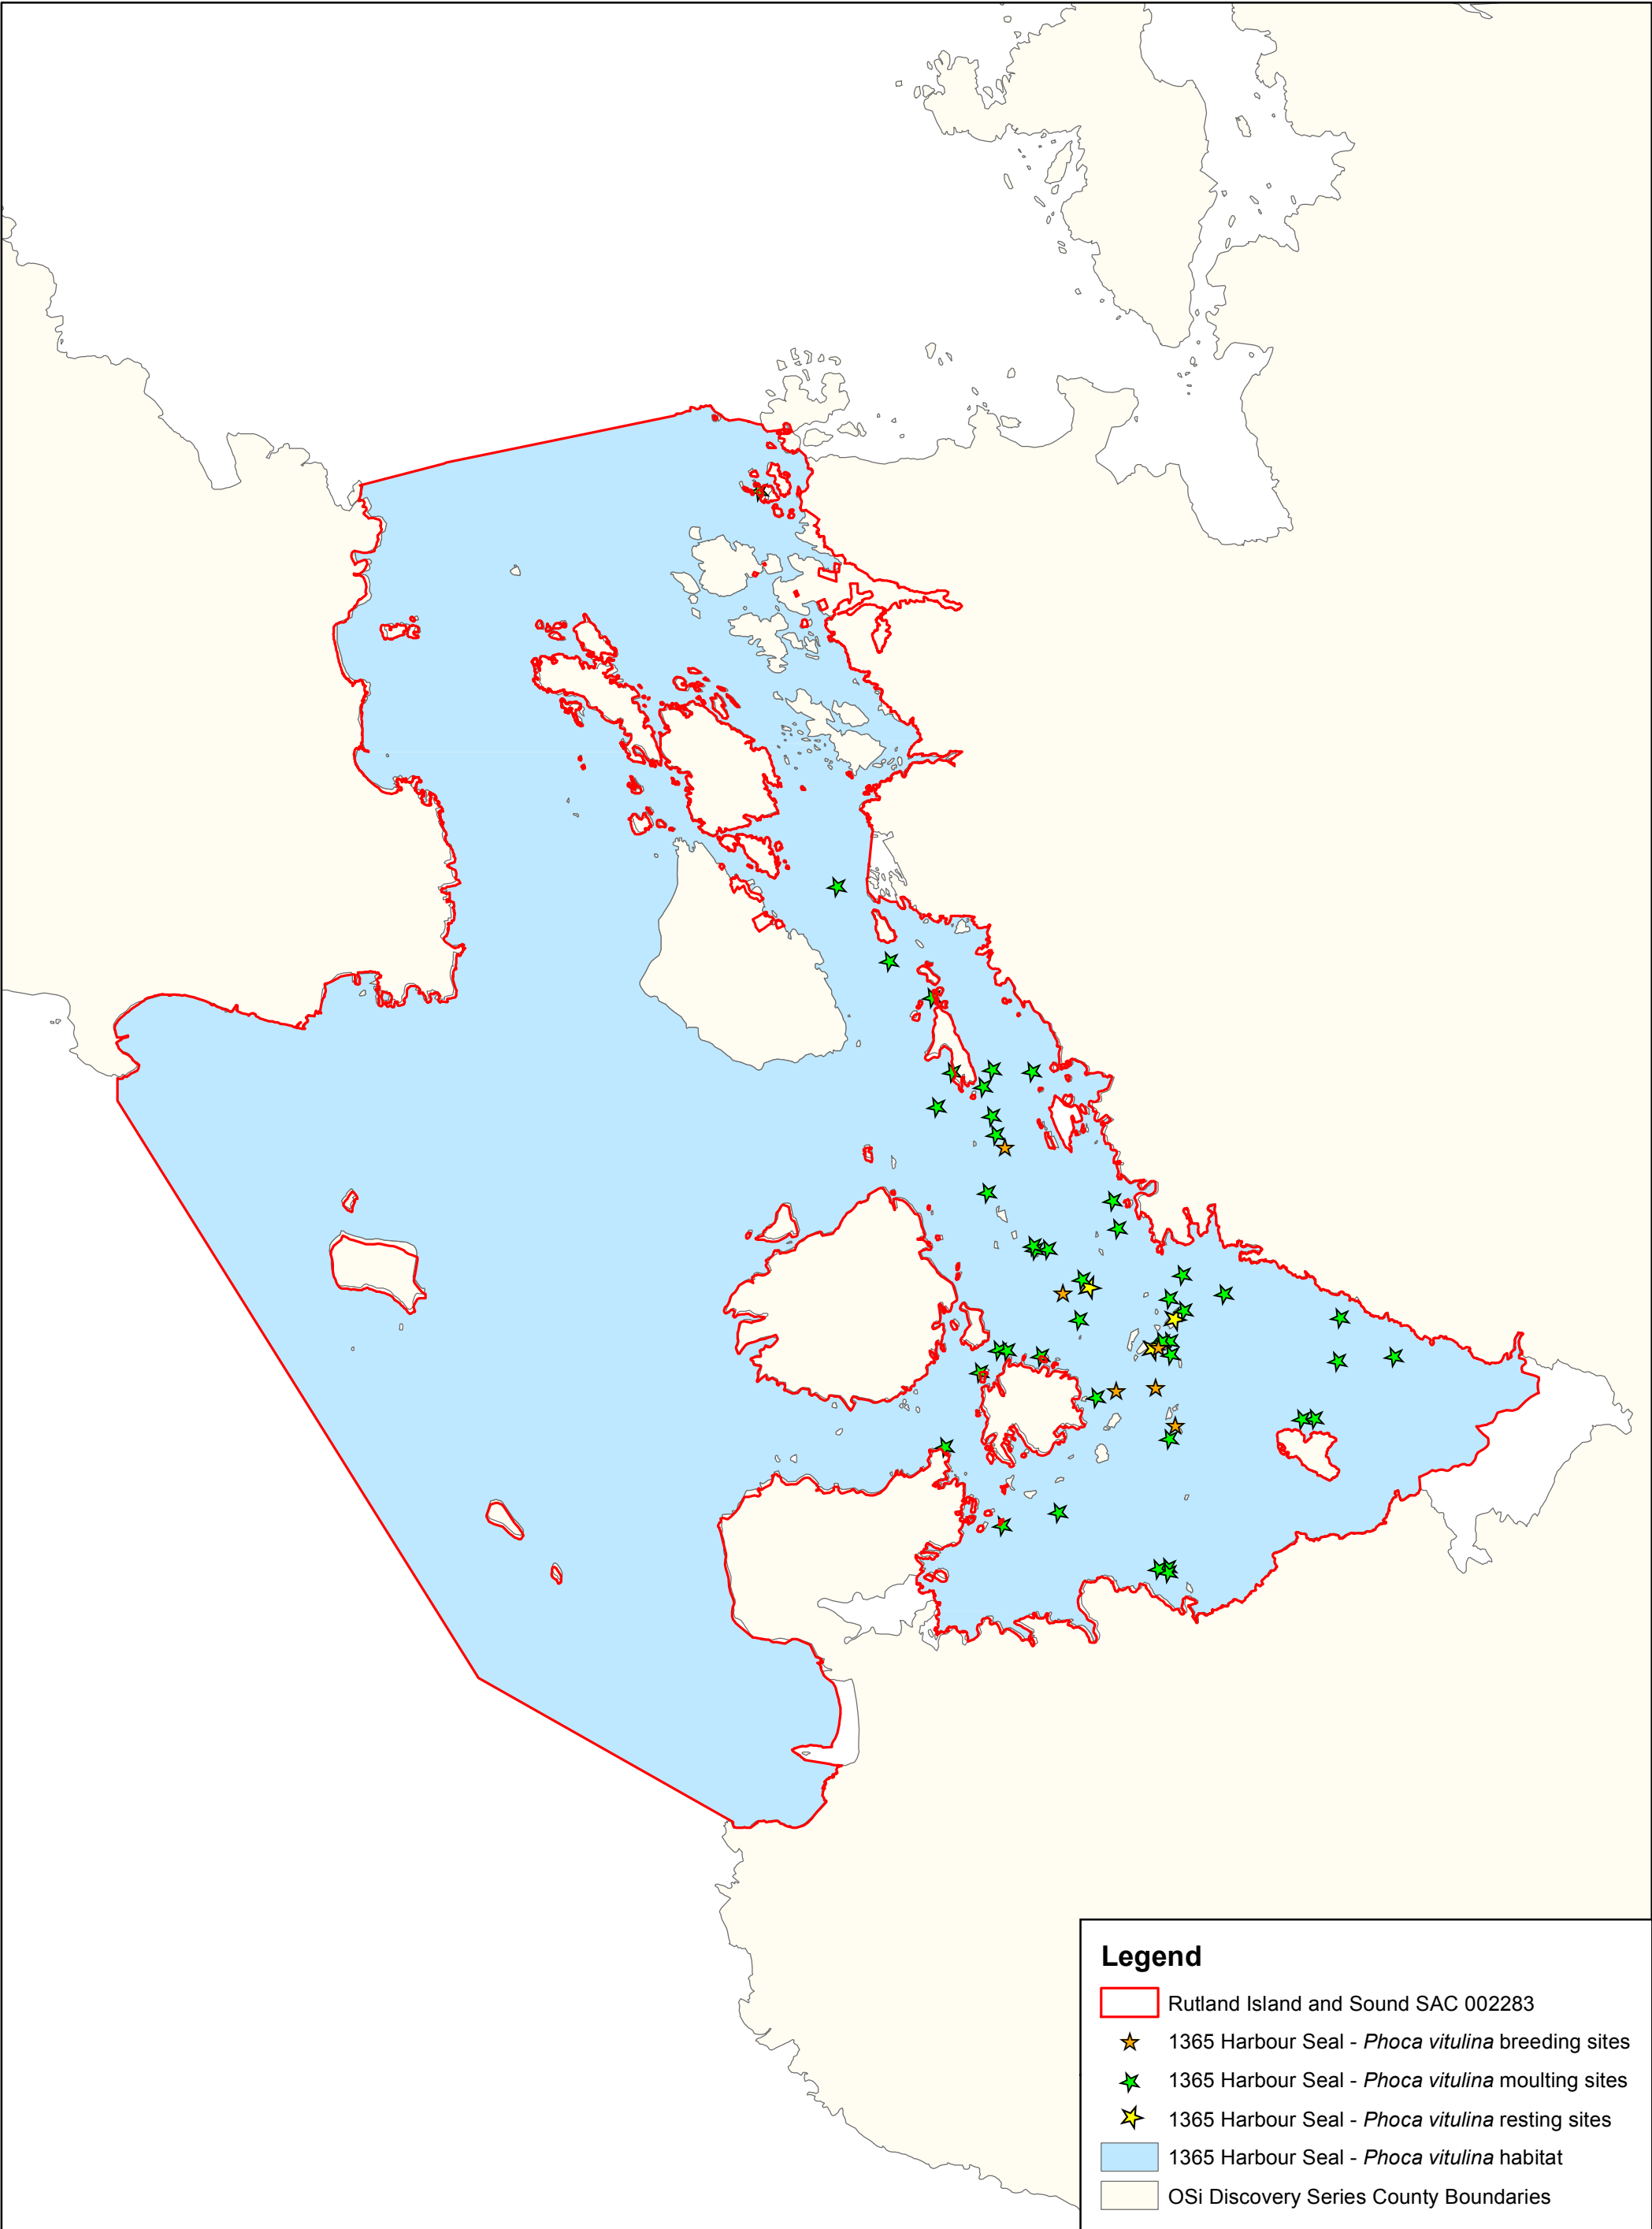 Legend
Rutland Island and Sound SAC 002283
1365 Harbour Seal - Phoca vitulina breeding sites
1365 Harbour Seal - Phoca vitulina moulting sites
1365 Harbour Seal - Phoca vitulina resting sites
1365 Harbour Seal - Phoca vitulina habitat
OSi Discovery Series County Boundaries